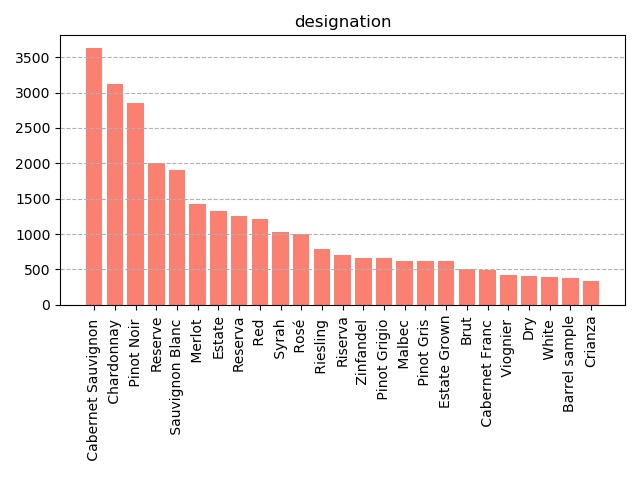 designation
3500
3000
2500
2000
1500
1000
500
0
Cabernet Sauvignon
Chardonnay
Pinot Noir
Reserve
Sauvignon Blanc
Merlot
Estate
Reserva
Red
Syrah
Rosé
Riesling
Riserva
Zinfandel
Pinot Grigio
Malbec
Pinot Gris
Estate Grown
Brut
Cabernet Franc
Viognier
Dry
White
Barrel sample
Crianza